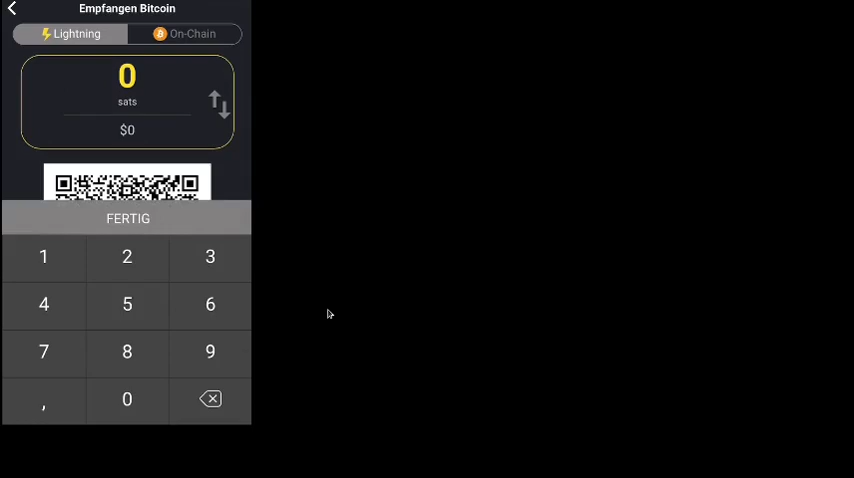 Empfangen Bitcoin
Lightning
On-Chain
0
sats
$0
FERTIG
1 2 3
4 5 6
7 8 9
, 0